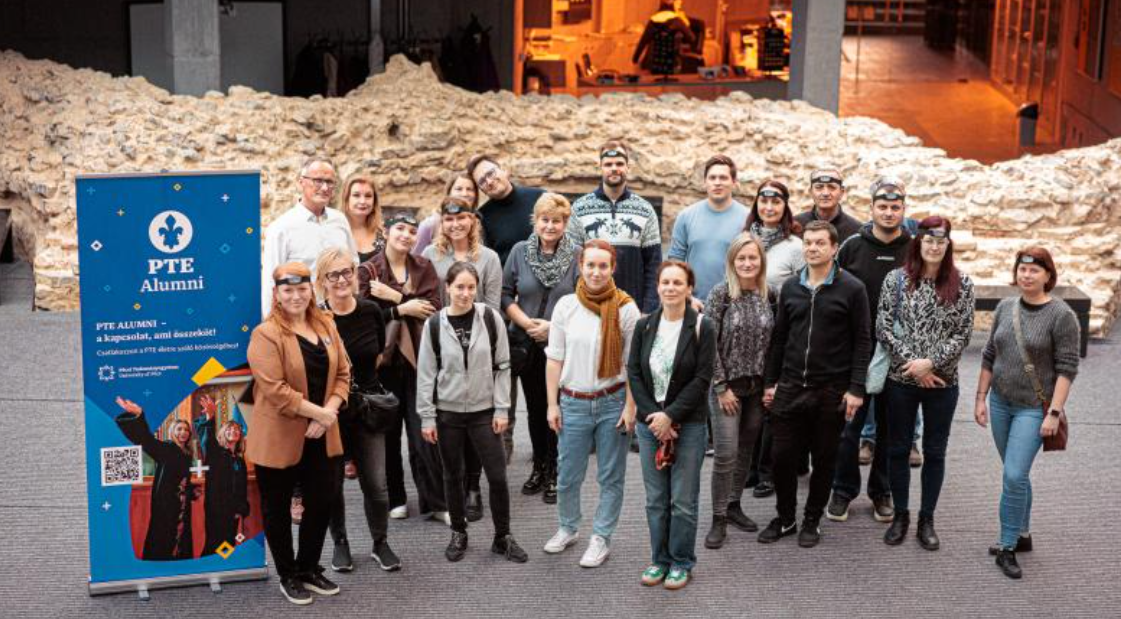 PTE
Alumni
PTE ALUMNI –
a kapcsolat, ami összeköt!
Csatlakozzon a PTE életre szóló közösségéhez!
Pécsi Tudományegyetem
University of Pécs